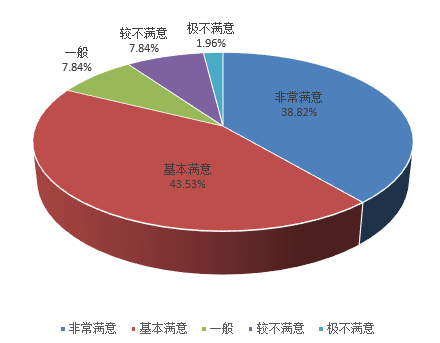 极不满意
1.96%
较不满意
7.84%
一般
7.84%
非常满意
38.82%
基本满意
43.53%
非常满意 基本满意 一般 较不满意 极不满意